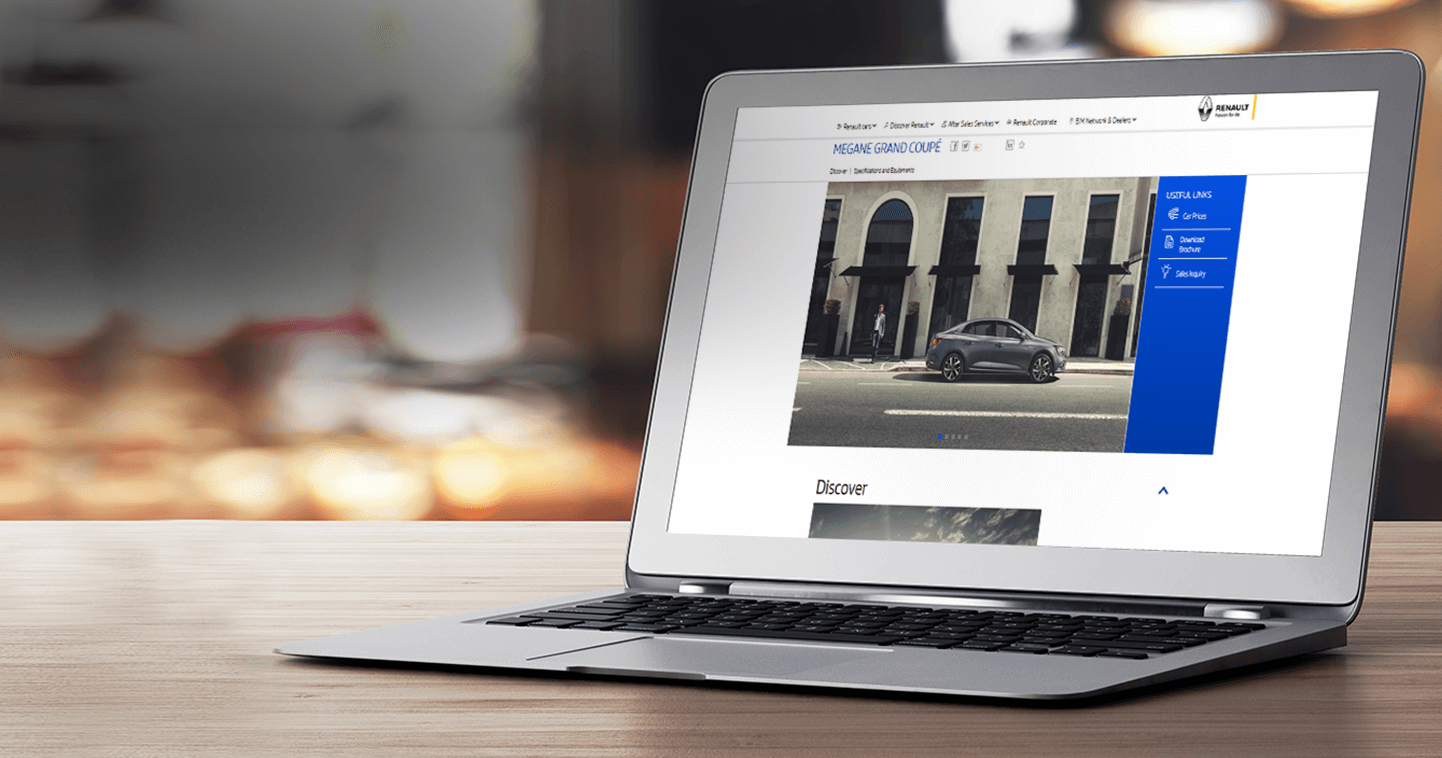 Renault cars
Discover Renault
After Sales Services
Renault Corporate
BM Network & Dealers
RENAULT
Passion for life
MEGANE GRAND COUPÉ
Discover | Specifications and Equipments
USEFUL LINKS
Car Prices
Download
Brochure
Sales Inquiry
Discover